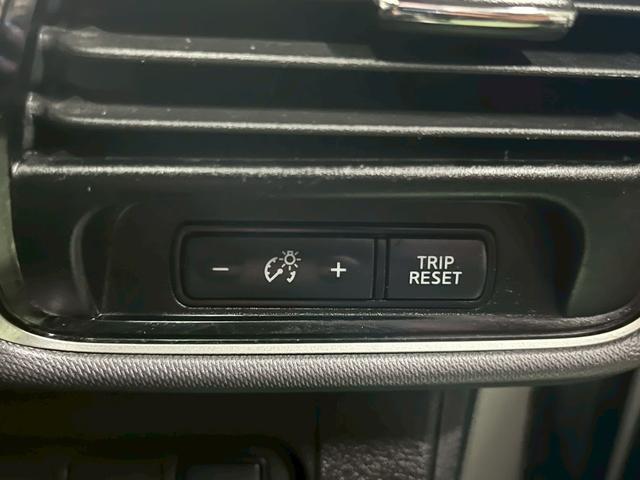 - +
TRIP
RESET